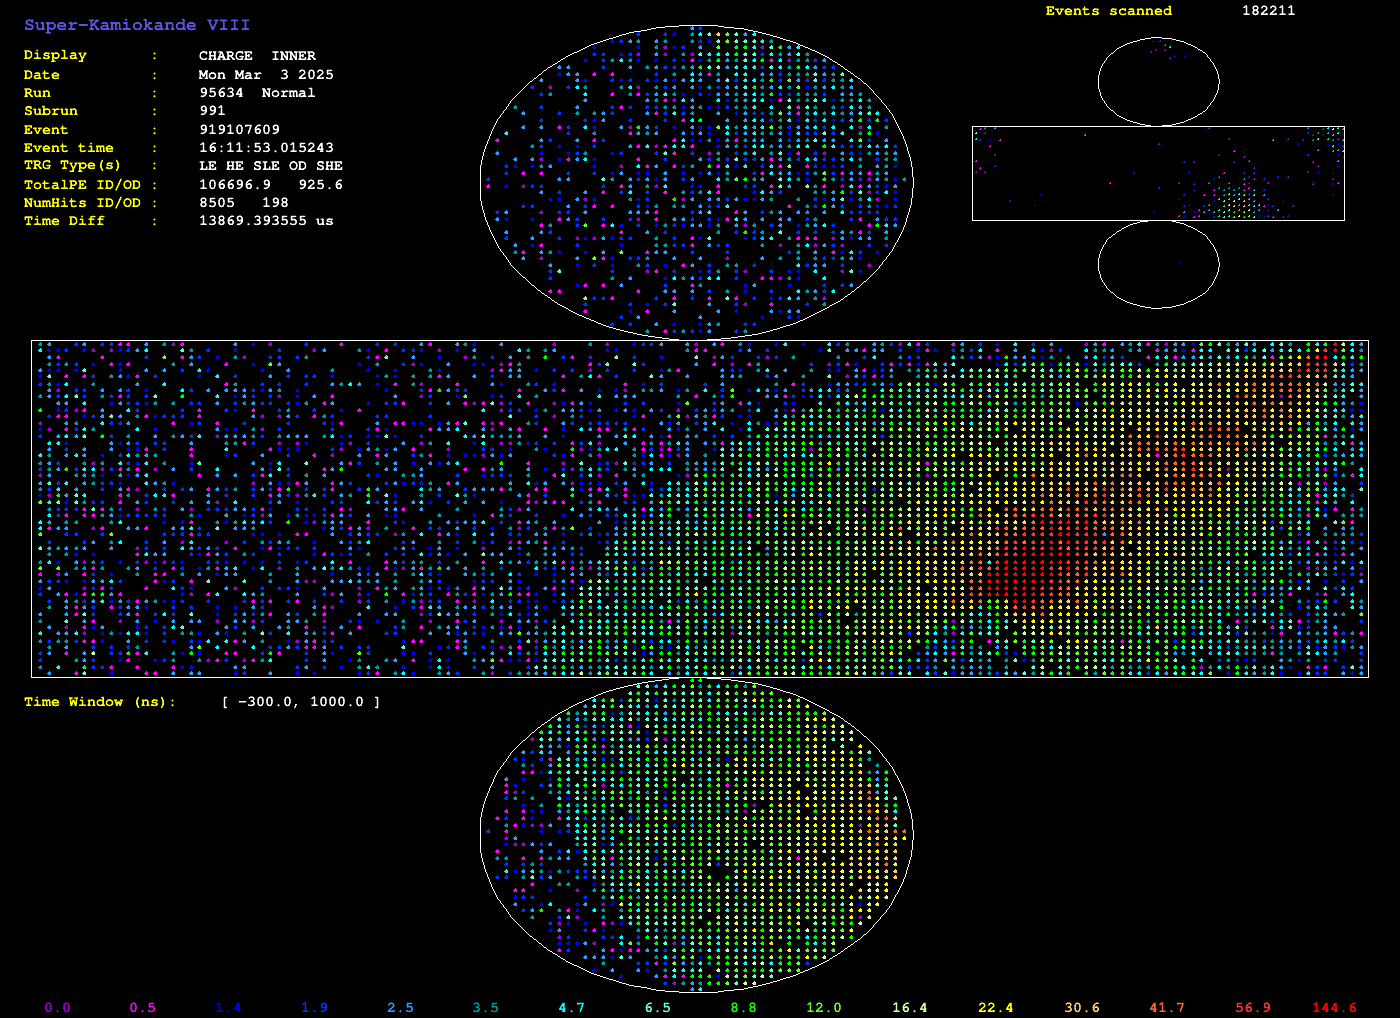 Super-Kamiokande VIII
Display : CHARGE INNER
Date : Mon Mar 3 2025
Run : 95634 Normal
Subrun : 991
Event : 919107609
Event time : 16:11:53.015243
TRG Type(s) : LE HE SLE OD SHE
TotalPE ID/OD : 106696.9 925.6
NumHits ID/OD : 8505 198
Time Diff : 13869.393555 us
Events scanned 182211
Time Window (ns): [ -300.0, 1000.0 ]
0.0 0.5 1.4 1.9 2.5 3.5 4.7 6.5 8.8 12.0 16.4 22.4 30.6 41.7 56.9 144.6